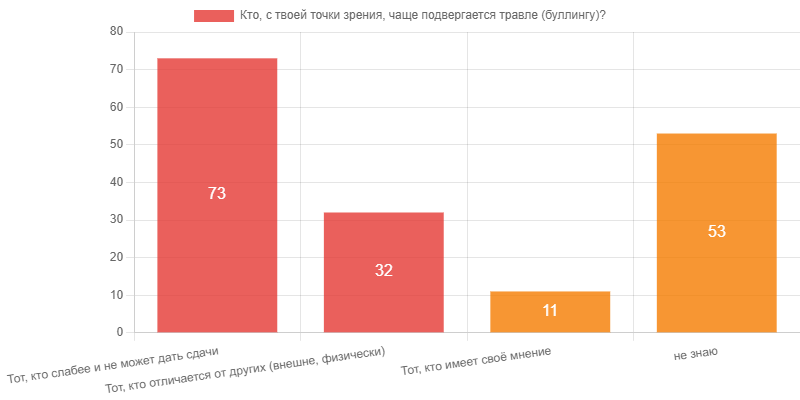 Кто, с твоей точки зрения, чаще подвергается травле (буллингу)?
80
70
60
50
40
30
20
10
0
73
32
11
53
Тот, кто слабее и не может дать сдачи
Тот, кто отличается от других (внешне, физически)
Тот, кто имеет своё мнение
не знаю